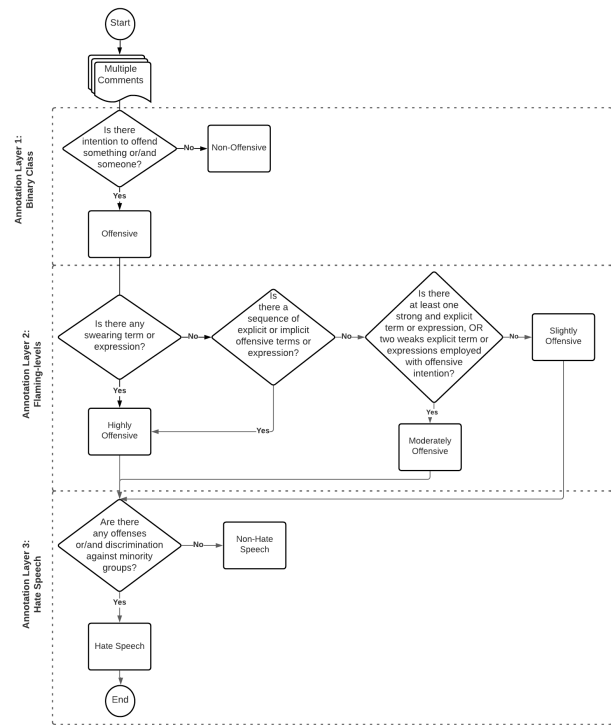 Start
Multiple
Comments
Annotation Layer 1:
Binary Class
Is there
intention to offend
something or/and
someone?
No
Non-Offensive
Yes
Offensive
Annotation Layer 2:
Flaming-levels
Is there any
swearing term or
expression?
No
Is
there a
sequence of
explicit or implicit
offensive terms or
expression?
No
Is there
at least one
strong and explicit
term or expression, OR
two weaks explicit term or
expressions employed
with offensive
intention?
No
Slightly
Offensive
Yes
Highly
Offensive
Yes
Yes
Moderately
Offensive
Annotation Layer 3:
Hate Speech
Are there
any offenses
or/and discrimination
against minority
groups?
No
Non-Hate
Speech
Yes
Hate Speech
End